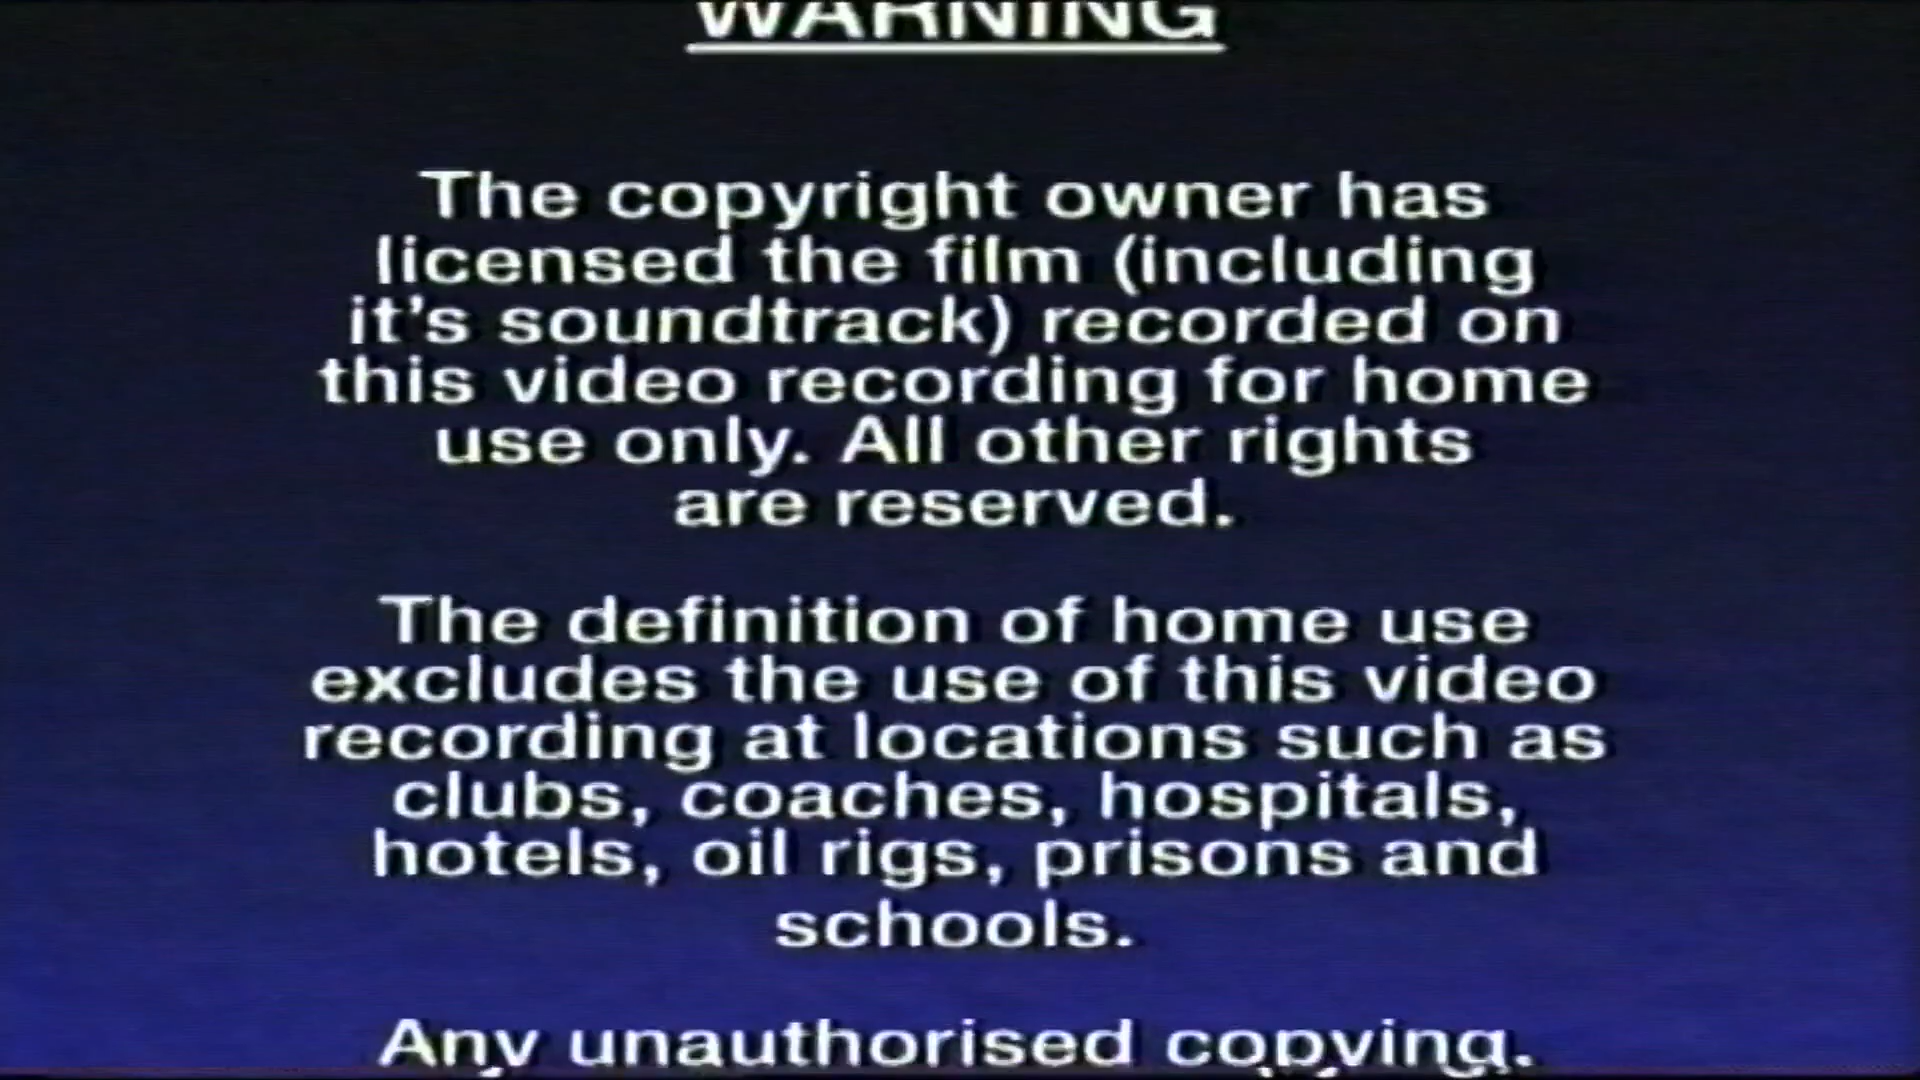 WARNING
The copyright owner has
licensed the film (including
it's soundtrack) recorded on
this video recording for home
use only. All other rights
are reserved.
The definition of home use
excludes the use of this video
recording at locations such as
clubs, coaches, hospitals,
hotels, oil rigs, prisons and
schools.
Any unauthorised copying,